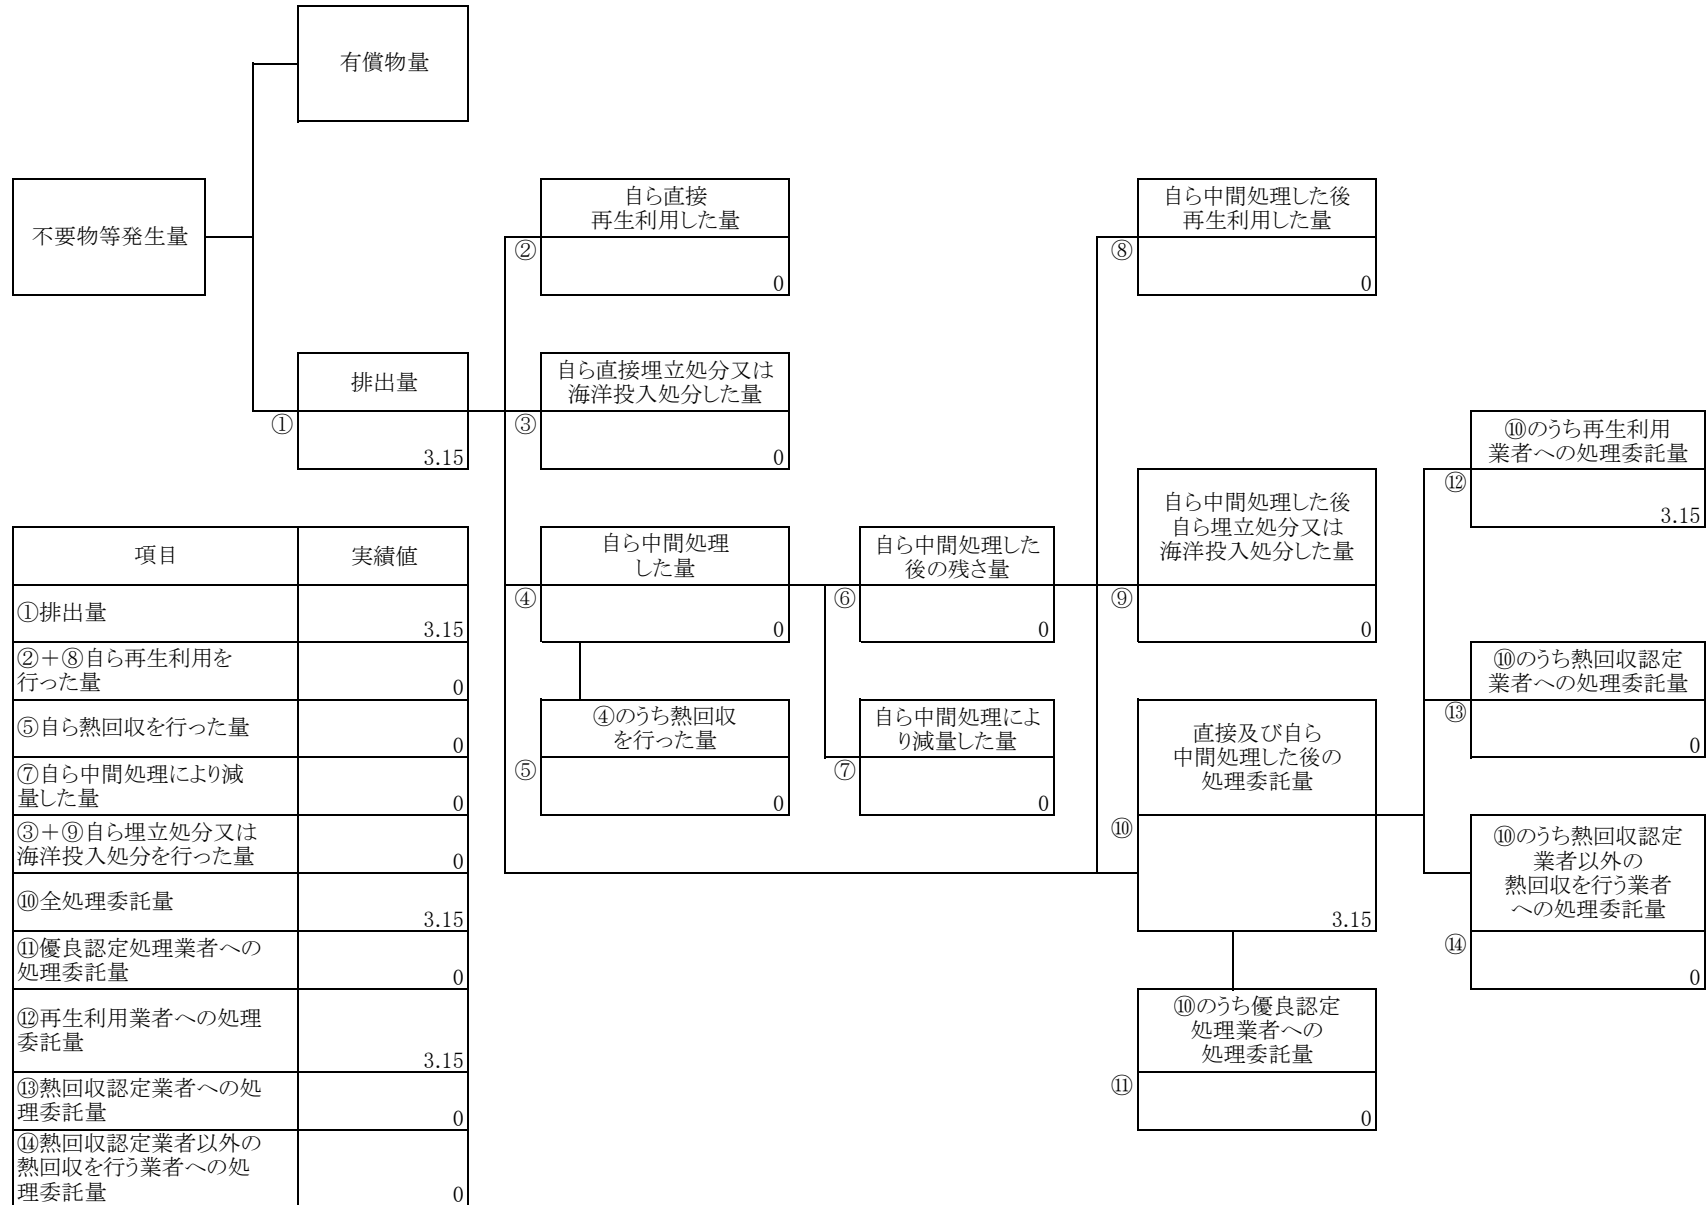 有償物量
不要物等発生量
自ら直接
再生利用した量
②
0
自ら中間処理した後
再生利用した量
⑧
0
排出量
①
3.15
自ら直接埋立処分又は
海洋投入処分した量
③
0
⑩のうち再生利用
業者への処理委託量
⑫
3.15
自ら中間処理
した量
④
0
自ら中間処理した
後の残さ量
⑥
0
自ら中間処理した後
自ら埋立処分又は
海洋投入処分した量
⑨
0
⑩のうち熱回収認定
業者への処理委託量
⑬
0
④のうち熱回収
を行った量
⑤
0
自ら中間処理によ
り減量した量
⑦
0
直接及び自ら
中間処理した後の
処理委託量
⑩
3.15
⑩のうち熱回収認定
業者以外の
熱回収を行う業者
への処理委託量
⑭
0
⑩のうち優良認定
処理業者への
処理委託量
⑪
0
項目 実績値
①排出量
3.15
②+⑧自ら再生利用を
行った量
0
⑤自ら熱回収を行った量
0
⑦自ら中間処理により減
量した量
0
③+⑨自ら埋立処分又は
海洋投入処分を行った量
0
⑩全処理委託量
3.15
⑪優良認定処理業者への
処理委託量
0
⑫再生利用業者への処理
委託量
3.15
⑬熱回収認定業者への処
理委託量
0
⑭熱回収認定業者以外の
熱回収を行う業者への処
理委託量
0